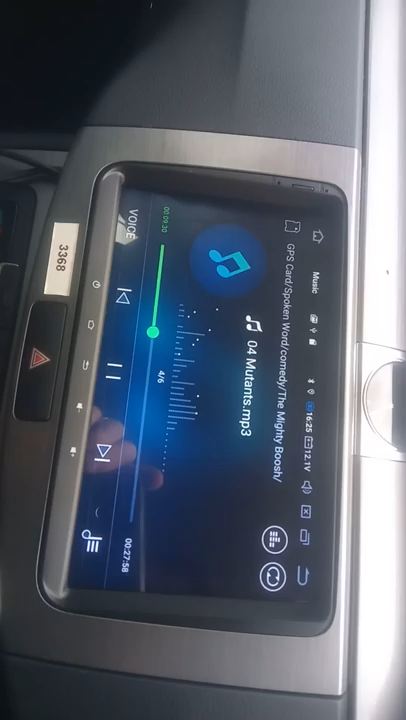 Music
16:25 12.1V
GPS Card/Spoken Word/comedy/The Mighty Boosh/
04 Mutants.mp3
4/6
00:09:30
00:27:58
VOICE
3368